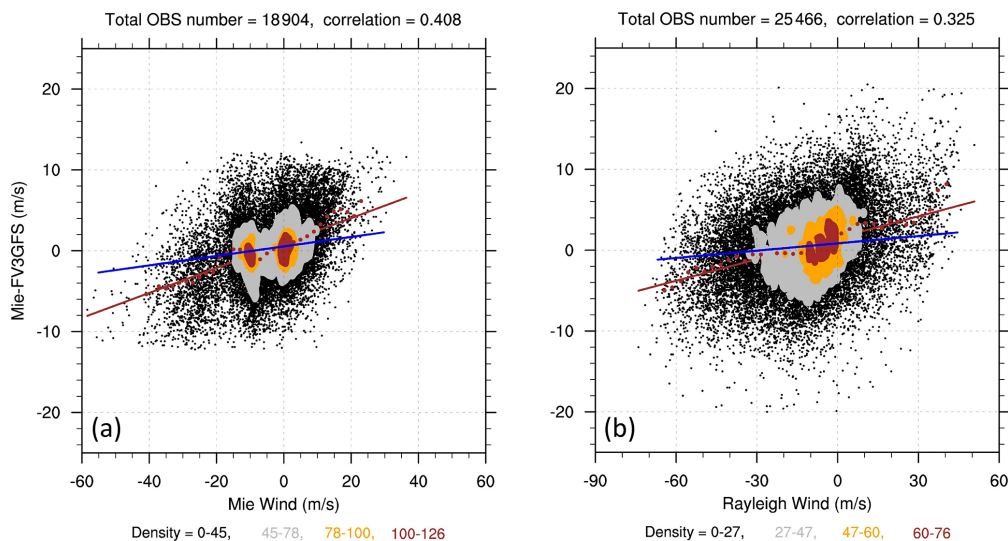 Total OBS number = 18904, correlation = 0.408
20
10
0
-10
-20
Mie-FV3GFS (m/s)
(a)
-60 -40 -20 0 20 40 60
Mie Wind (m/s)
Density = 0-45, 45-78, 78-100, 100-126
Total OBS number = 25466, correlation = 0.325
20
10
0
-10
-20
(b)
-90 -60 -30 0 30 60
Rayleigh Wind (m/s)
Density = 0-27, 27-47, 47-60, 60-76